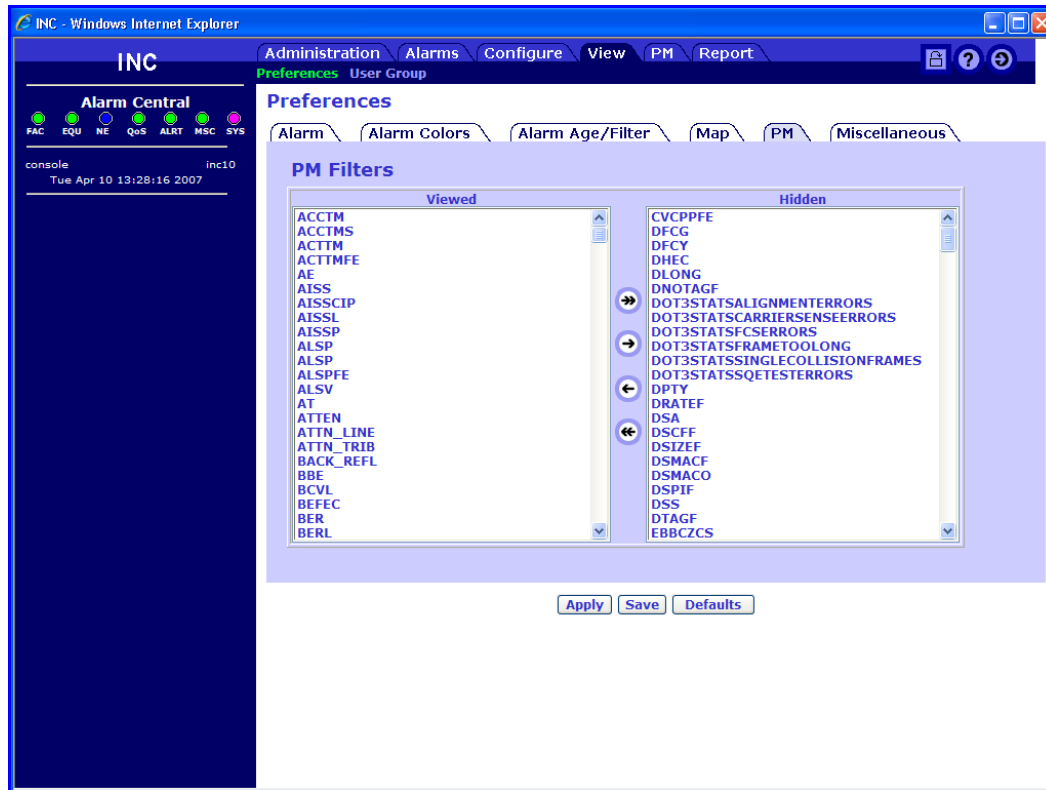 INC - Windows Internet Explorer
INC
Administration Alarms Configure View PM Report
Preferences User Group
Alarm Central
FAC EQU NE QoS ALRT MSC SYS
console inc10
Tue Apr 10 13:28:16 2007
Preferences
Alarm Alarm Colors Alarm Age/Filter Map PM Miscellaneous
PM Filters
Viewed
ACCTM
ACCTMS
ACTTM
ACTTMFE
AE
AISS
AISSCIP
AISSL
AISSP
ALSP
ALSP
ALSPFE
ALSV
AT
ATTEN
ATTN_LINE
ATTN_TRIB
BACK_REFL
BBE
BCVL
BEFEC
BER
BERL
Hidden
CVCPPFE
DFCG
DFCY
DHEC
DLONG
DNOTAGF
DOT3STATSALIGNMENTERRORS
DOT3STATSCARRIERSENSEERRORS
DOT3STATSFCSERRORS
DOT3STATSFRAMETOOLONG
DOT3STATSSINGLECOLLISIONFRAMES
DOT3STATSSQETESTERRORS
DPTY
DRATEF
DSA
DSCFF
DSIZEF
DSMACF
DSMACO
DSPIF
DSS
DTAGF
EBBCZCS
Apply Save Defaults